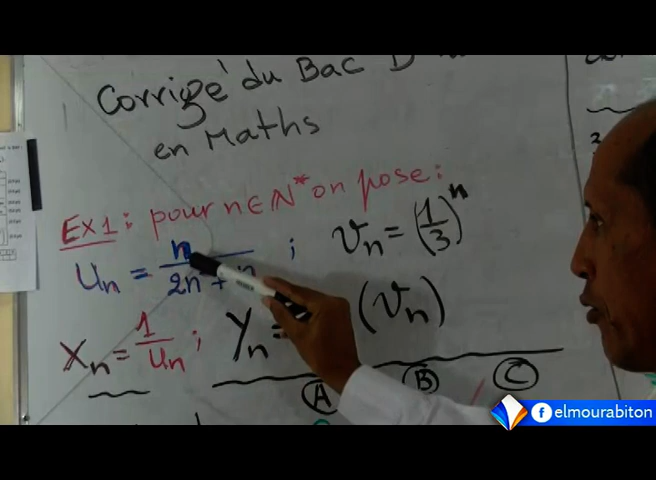 Corrigé du Bac D
en Maths
Ex1: pour n ∈ N* on pose:
Un = n / 2n + n ; Vn = (1/3)^n
Xn = 1/Un ; Yn = (Vn)
A B C
f elmourabiton